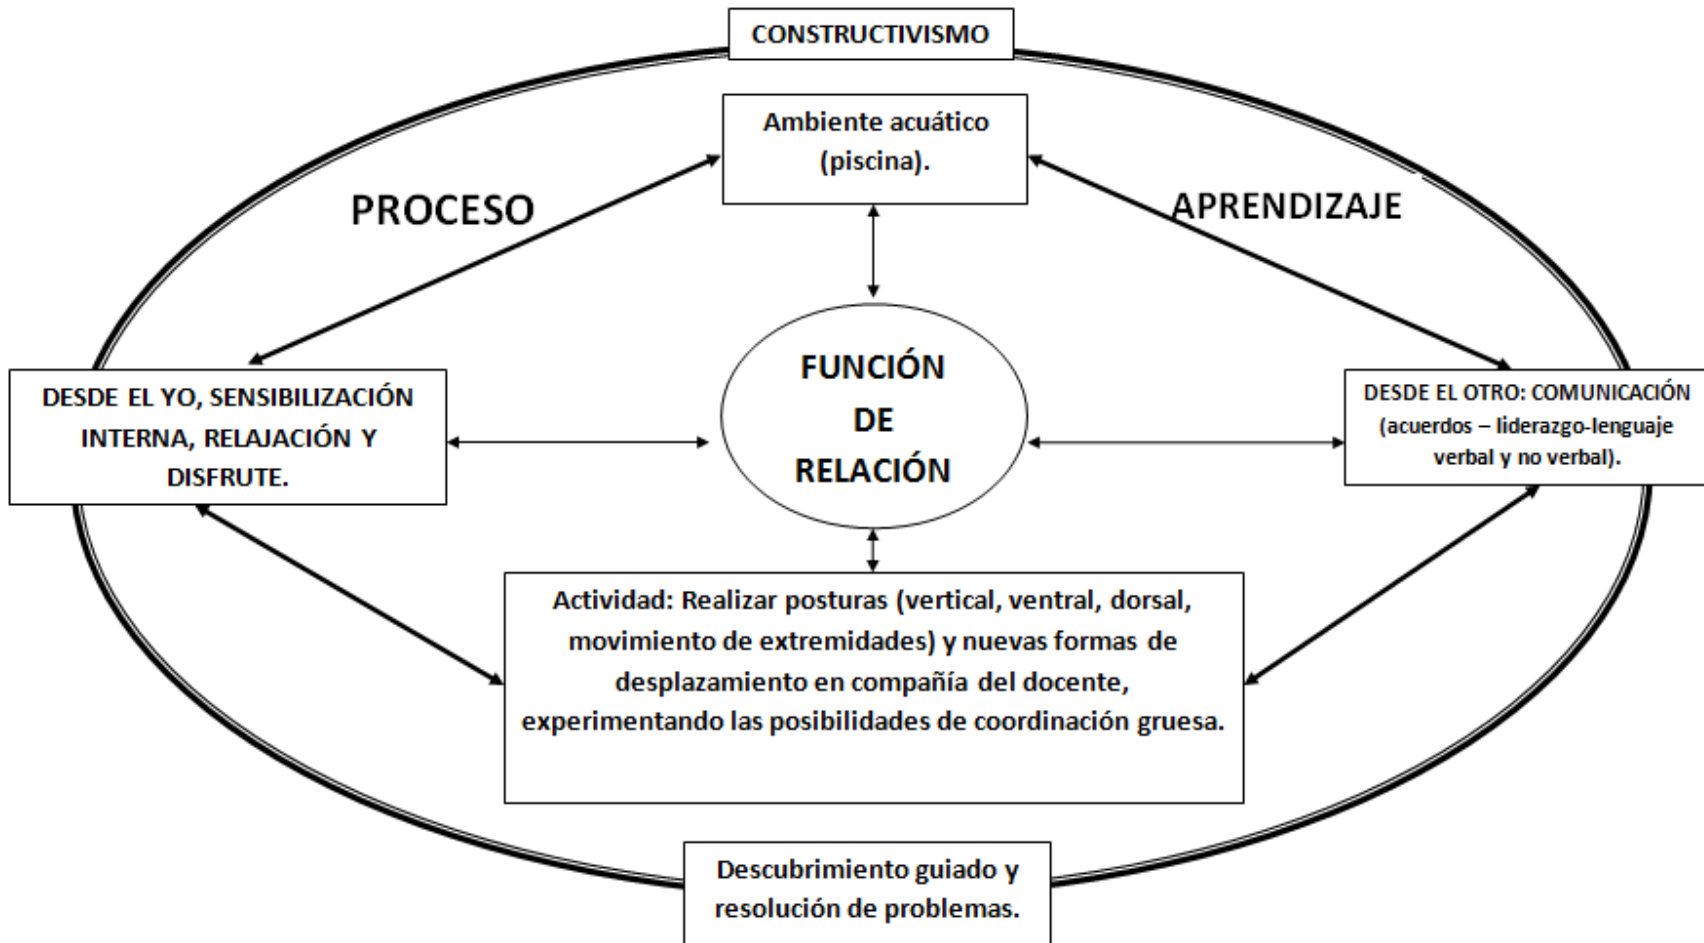 CONSTRUCTIVISMO
Ambiente acuático
(piscina).
PROCESO
APRENDIZAJE
FUNCIÓN
DE
RELACIÓN
DESDE EL YO, SENSIBILIZACIÓN
INTERNA, RELAJACIÓN Y
DISFRUTE.
DESDE EL OTRO: COMUNICACIÓN
(acuerdos – liderazgo-lenguaje
verbal y no verbal).
Actividad: Realizar posturas (vertical, ventral, dorsal,
movimiento de extremidades) y nuevas formas de
desplazamiento en compañía del docente,
experimentando las posibilidades de coordinación gruesa.
Descubrimiento guiado y
resolución de problemas.